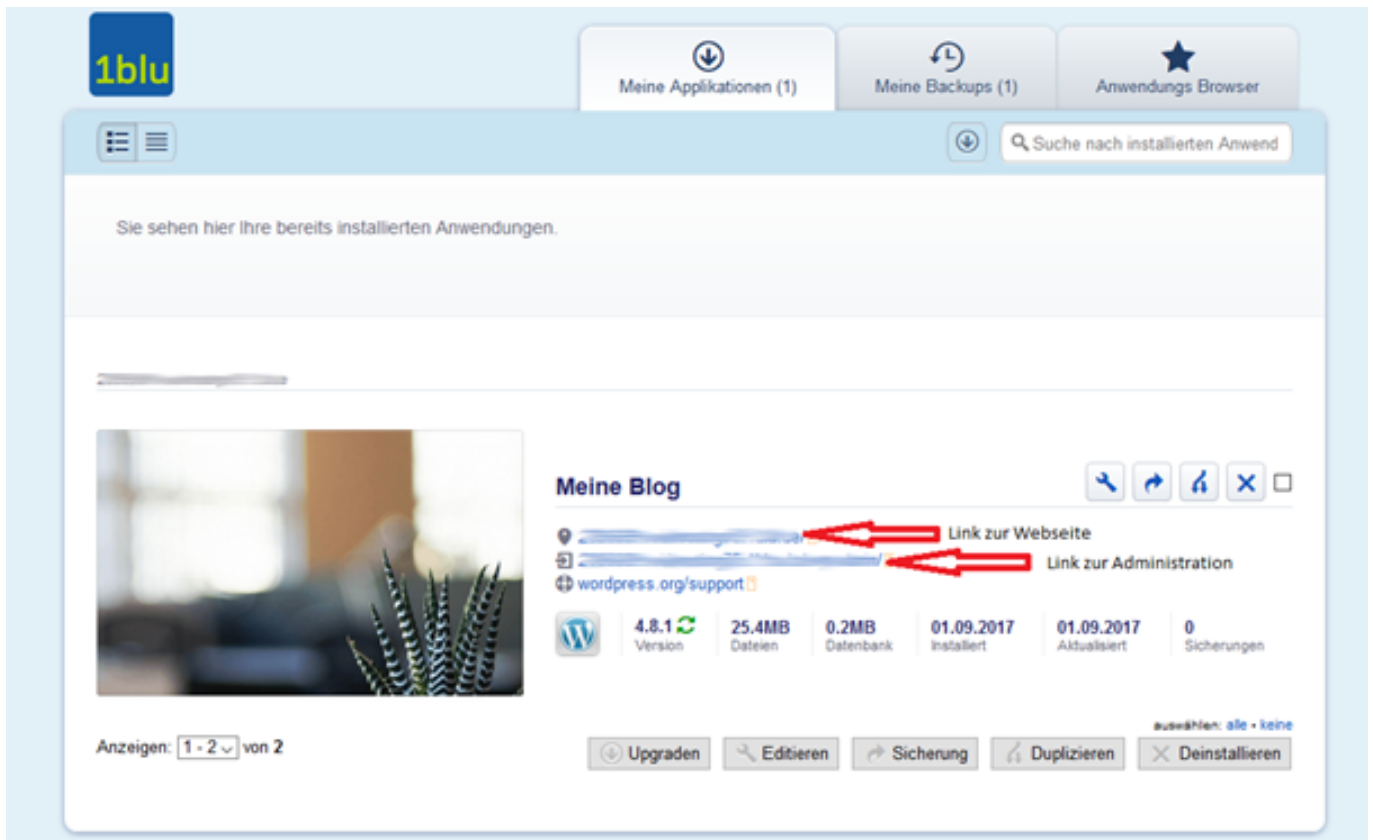 1blu
Meine Applikationen (1)
Meine Backups (1)
Anwendungs Browser
Suche nach installierten Anwend
Sie sehen hier Ihre bereits installierten Anwendungen.
Meine Blog
Link zur Webseite
Link zur Administration
wordpress.org/support
4.8.1 25.4MB 0.2MB 01.09.2017 01.09.2017 0
Version Dateien Datenbank Installiert Aktualisiert Sicherungen
auswählen: alle • keine
Anzeigen: 1 - 2 von 2
Upgraden Editieren Sicherung Duplizieren Deinstallieren